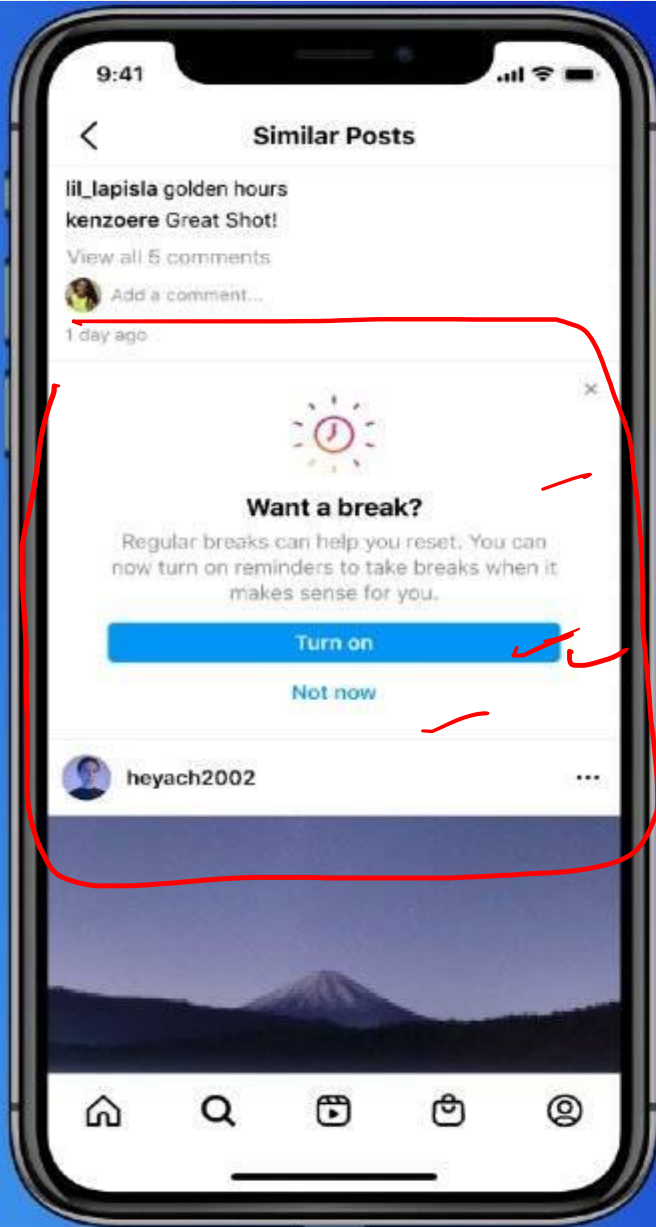 9:41
Similar Posts
lil_lapisla golden hours
kenzoere Great Shot!
View all 5 comments
Add a comment...
1 day ago
Want a break?
Regular breaks can help you reset. You can
now turn on reminders to take breaks when it
makes sense for you.
Turn on
Not now
heyach2002